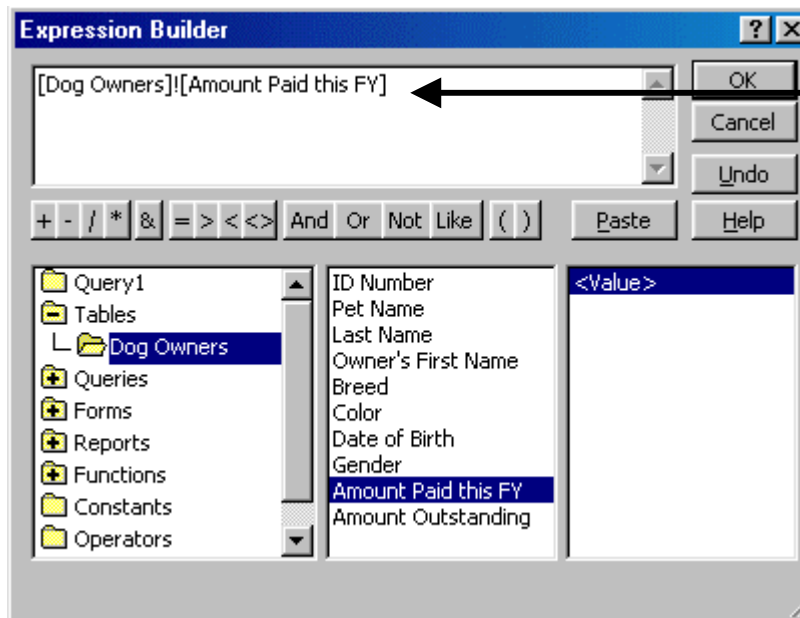 Expression Builder
? X
[Dog Owners]![Amount Paid this FY]
OK
Cancel
Undo
+ - / * & = > < <> And Or Not Like ( )
Paste
Help
Query1
Tables
Dog Owners
Queries
Forms
Reports
Functions
Constants
Operators
ID Number
Pet Name
Last Name
Owner's First Name
Breed
Color
Date of Birth
Gender
Amount Paid this FY
Amount Outstanding
<Value>